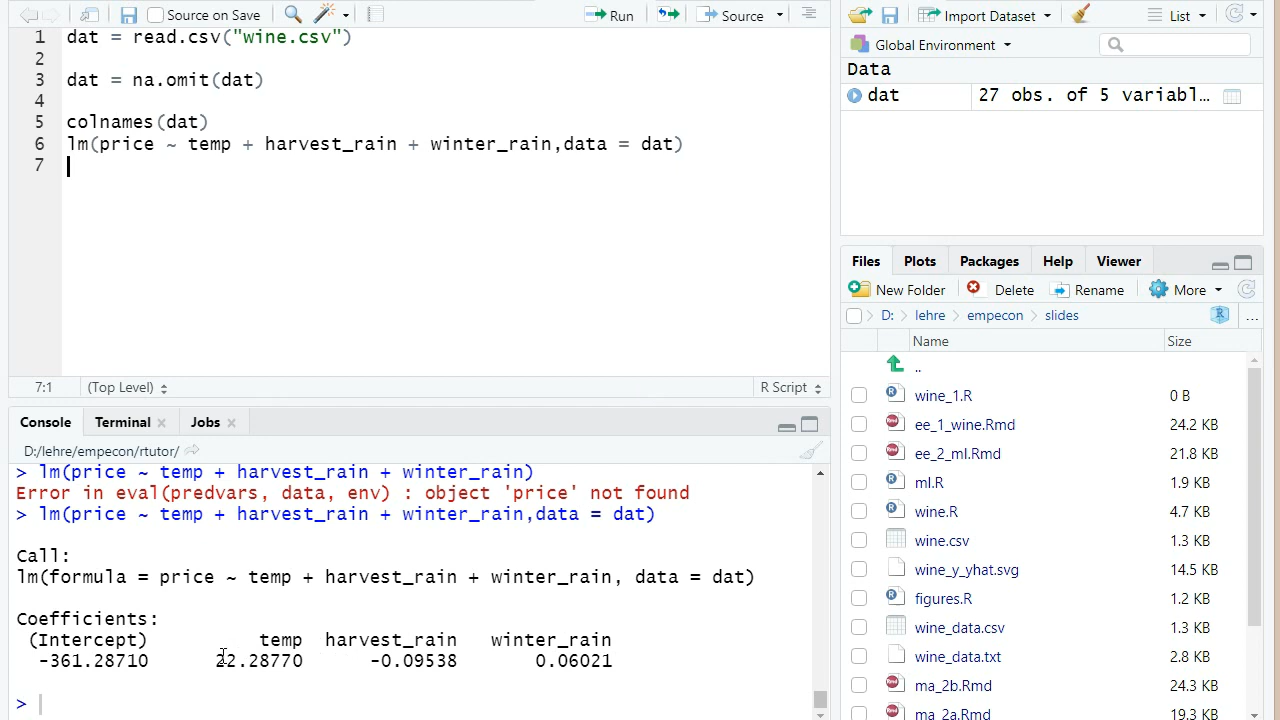 Source on Save
Run
Source
1 dat = read.csv("wine.csv")
2
3 dat = na.omit(dat)
4
5 colnames(dat)
6 lm(price ~ temp + harvest_rain + winter_rain,data = dat)
7
7:1 (Top Level) R Script
Console Terminal Jobs
D:/lehre/empecon/rtutor/
> lm(price ~ temp + harvest_rain + winter_rain)
Error in eval(predvars, data, env) : object 'price' not found
> lm(price ~ temp + harvest_rain + winter_rain,data = dat)
Call:
lm(formula = price ~ temp + harvest_rain + winter_rain, data = dat)
Coefficients:
(Intercept) temp harvest_rain winter_rain
-361.28710 22.28770 -0.09538 0.06021
>
Import Dataset List
Global Environment
Data
dat 27 obs. of 5 variabl…
Files Plots Packages Help Viewer
New Folder Delete Rename More
D: lehre empecon slides ...
Name Size
..
wine_1.R 0 B
ee_1_wine.Rmd 24.2 KB
ee_2_ml.Rmd 21.8 KB
ml.R 1.9 KB
wine.R 4.7 KB
wine.csv 1.3 KB
wine_y_yhat.svg 14.5 KB
figures.R 1.2 KB
wine_data.csv 1.3 KB
wine_data.txt 2.8 KB
ma_2b.Rmd 24.3 KB
ma_2a.Rmd 19.3 KB